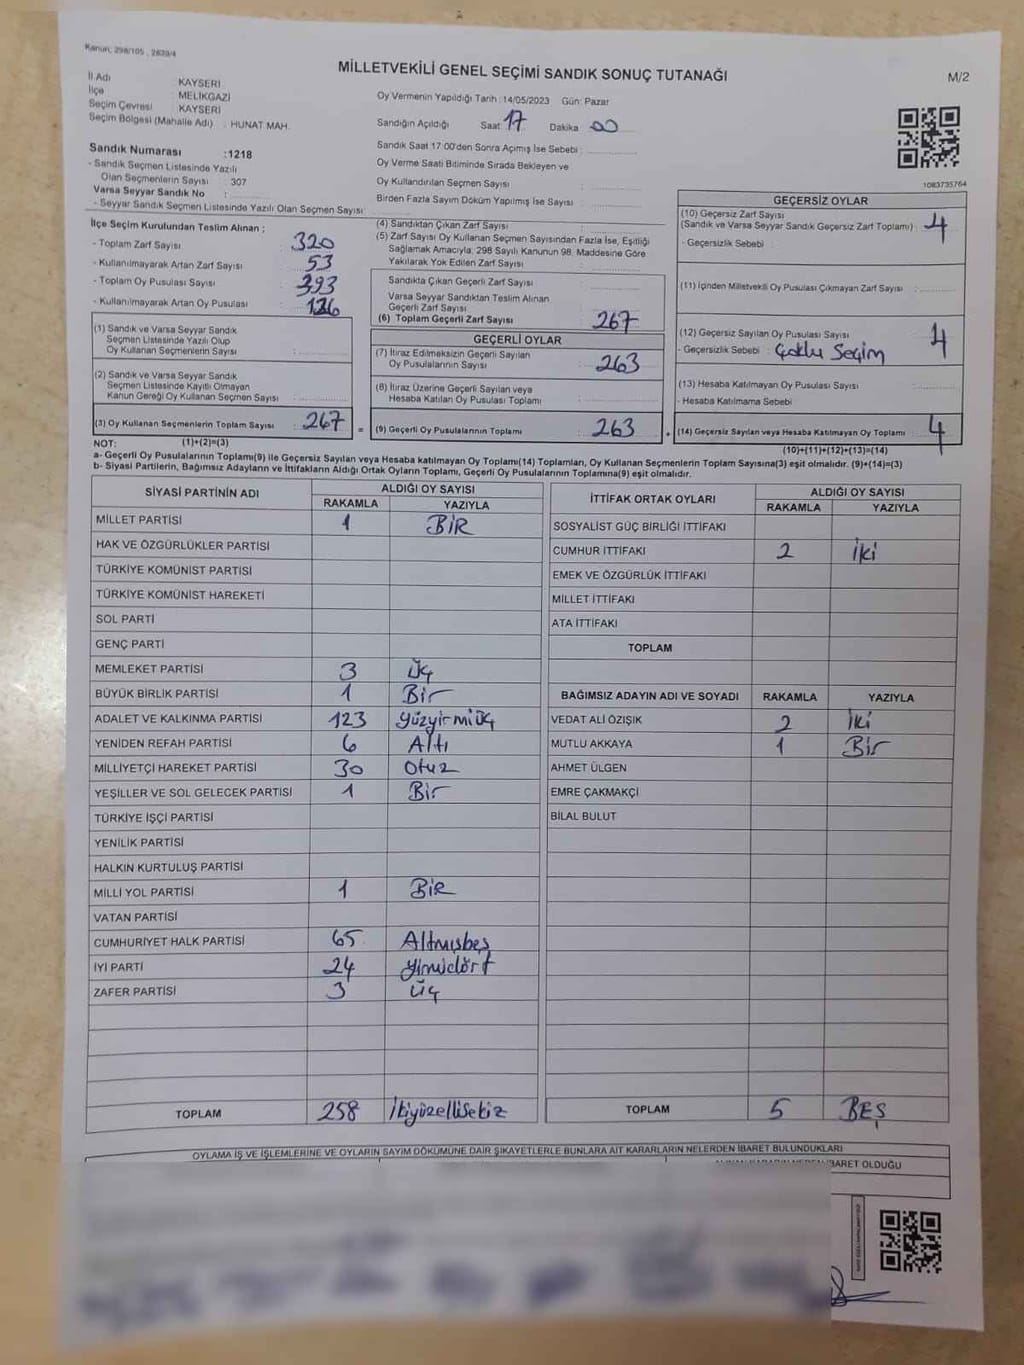 Kanun; 298/105 , 2839/4
MİLLETVEKİLİ GENEL SEÇİMİ SANDIK SONUÇ TUTANAĞI
M/2
İl Adı KAYSERİ
İlçe MELİKGAZİ
Seçim Çevresi KAYSERİ
Seçim Bölgesi (Mahalle Adı) : HUNAT MAH.
Oy Vermenin Yapıldığı Tarih :14/05/2023 Gün: Pazar
Sandığın Açıldığı Saat: 17 Dakika 00
Sandık Saat 17:00'den Sonra Açmış İse Sebebi :
Oy Verme Saati Bitiminde Sırada Bekleyen ve
Oy Kullandırılan Seçmen Sayısı :
Birden Fazla Sayım Döküm Yapılmış İse Sayısı :
1083735764
Sandık Numarası :1218
- Sandık Seçmen Listesinde Yazılı
Olan Seçmenlerin Sayısı : 307
Varsa Seyyar Sandık No :
- Seyyar Sandık Seçmen Listesinde Yazılı Olan Seçmen Sayısı :
İlçe Seçim Kurulundan Teslim Alınan ;
- Toplam Zarf Sayısı 320
- Kullanılmayarak Artan Zarf Sayısı 53
- Toplam Oy Pusulası Sayısı 393
- Kullanılmayarak Artan Oy Pusulası 126
(4) Sandıktan Çıkan Zarf Sayısı :
(5) Zarf Sayısı Oy Kullanan Seçmen Sayısından Fazla İse, Eşitliği
Sağlamak Amacıyla; 298 Sayılı Kanunun 98. Maddesine Göre
Yakılarak Yok Edilen Zarf Sayısı :
Sandıkta Çıkan Geçerli Zarf Sayısı :
Varsa Seyyar Sandıktan Teslim Alınan
Geçerli Zarf Sayısı :
(6) Toplam Geçerli Zarf Sayısı 267
GEÇERSİZ OYLAR
(10) Geçersiz Zarf Sayısı
(Sandık ve Varsa Seyyar Sandık Geçersiz Zarf Toplamı) : 4
- Geçersizlik Sebebi :
(11) İçinden Milletvekili Oy Pusulası Çıkmayan Zarf Sayısı :
(12) Geçersiz Sayılan Oy Pusulası Sayısı 4
- Geçersizlik Sebebi : Çoklu Seçim
(13) Hesaba Katılmayan Oy Pusulası Sayısı :
- Hesaba Katılmama Sebebi
(14) Geçersiz Sayılan veya Hesaba Katılmayan Oy Toplamı : 4
(10)+(11)+(12)+(13)=(14)
(1) Sandık ve Varsa Seyyar Sandık
Seçmen Listesinde Yazılı Olup
Oy Kullanan Seçmenlerin Sayısı :
(2) Sandık ve Varsa Seyyar Sandık
Seçmen Listesinde Kayıtlı Olmayan
Kanun Gereği Oy Kullanan Seçmen Sayısı :
(3) Oy Kullanan Seçmenlerin Toplam Sayısı : 267 =
GEÇERLİ OYLAR
(7) İtiraz Edilmeksizin Geçerli Sayılan
Oy Pusulalarının Sayısı : 263
(8) İtiraz Üzerine Geçerli Sayılan veya
Hesaba Katılan Oy Pusulası Toplamı :
(9) Geçerli Oy Pusulalarının Toplamı : 263
NOT: (1)+(2)=(3)
a- Geçerli Oy Pusulalarının Toplamı(9) ile Geçersiz Sayılan veya Hesaba katılmayan Oy Toplamı(14) Toplamları, Oy Kullanan Seçmenlerin Toplam Sayısına(3) eşit olmalıdır. (9)+(14)=(3)
b- Siyasi Partilerin, Bağımsız Adayların ve İttifakların Aldığı Ortak Oyların Toplamı, Geçerli Oy Pusulalarının Toplamına(9) eşit olmalıdır.
SİYASİ PARTİNİN ADI ALDIĞI OY SAYISI
RAKAMLA YAZIYLA
MİLLET PARTİSİ 1 BİR
HAK VE ÖZGÜRLÜKLER PARTİSİ
TÜRKİYE KOMÜNİST PARTİSİ
TÜRKİYE KOMÜNİST HAREKETİ
SOL PARTİ
GENÇ PARTİ
MEMLEKET PARTİSİ 3 Üç
BÜYÜK BİRLİK PARTİSİ 1 Bir
ADALET VE KALKINMA PARTİSİ 123 Yüzyirmiüç
YENİDEN REFAH PARTİSİ 6 Altı
MİLLİYETÇİ HAREKET PARTİSİ 30 Otuz
YEŞİLLER VE SOL GELECEK PARTİSİ 1 Bir
TÜRKİYE İŞÇİ PARTİSİ
YENİLİK PARTİSİ
HALKIN KURTULUŞ PARTİSİ
MİLLİ YOL PARTİSİ 1 BİR
VATAN PARTİSİ
CUMHURİYET HALK PARTİSİ 65 Altmışbeş
İYİ PARTİ 24 Yirmidört
ZAFER PARTİSİ 3 Üç
TOPLAM 258 İkiyüzellisekiz
İTTİFAK ORTAK OYLARI ALDIĞI OY SAYISI
RAKAMLA YAZIYLA
SOSYALİST GÜÇ BİRLİĞİ İTTİFAKI
CUMHUR İTTİFAKI 2 İki
EMEK VE ÖZGÜRLÜK İTTİFAKI
MİLLET İTTİFAKI
ATA İTTİFAKI
TOPLAM
BAĞIMSIZ ADAYIN ADI VE SOYADI RAKAMLA YAZIYLA
VEDAT ALİ ÖZIŞIK 2 İki
MUTLU AKKAYA 1 Bir
AHMET ÜLGEN
EMRE ÇAKMAKÇİ
BİLAL BULUT
TOPLAM 5 BEŞ
OYLAMA İŞ VE İŞLEMLERİNE VE OYLARIN SAYIM DÖKÜMÜNE DAİR ŞİKAYETLERLE BUNLARA AİT KARARLARIN NELERDEN İBARET BULUNDUKLARI
İBARET OLDUĞU